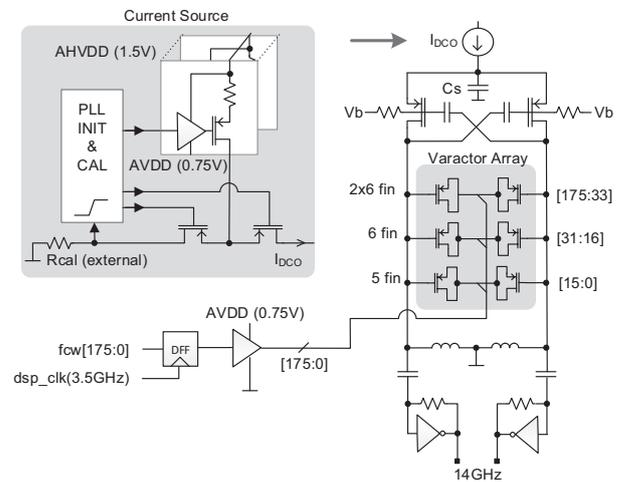 Current Source
AHVDD (1.5V)
PLL
INIT
&
CAL
AVDD (0.75V)
Rcal (external)
IDCO
IDCO
Cs
Vb
Vb
Varactor Array
2x6 fin
[175:33]
6 fin
[31:16]
5 fin
[15:0]
AVDD (0.75V)
fcw[175:0]
DFF
[175:0]
dsp_clk(3.5GHz)
14GHz